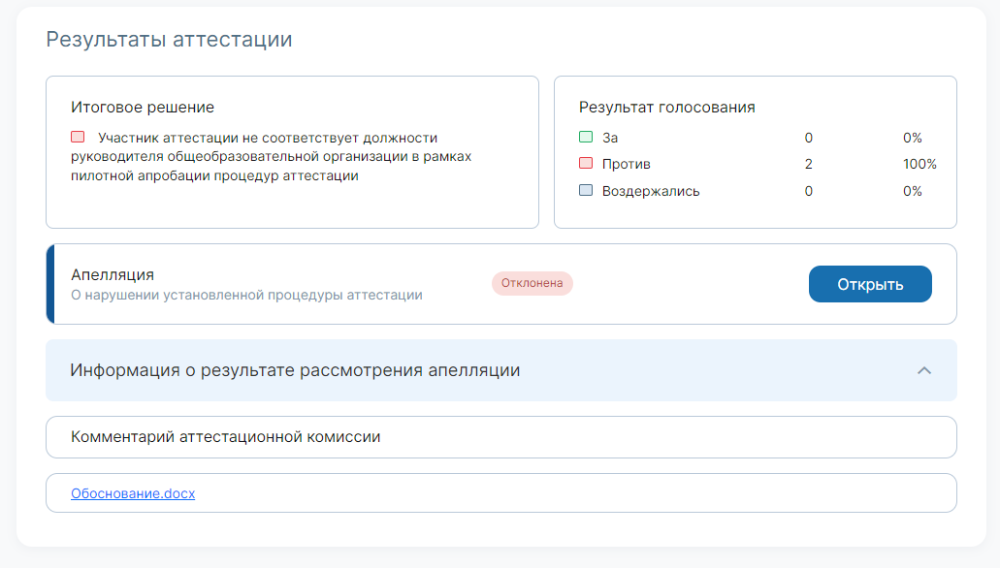 Результаты аттестации
Итоговое решение
Участник аттестации не соответствует должности
руководителя общеобразовательной организации в рамках
пилотной апробации процедур аттестации
Результат голосования
За 0 0%
Против 2 100%
Воздержались 0 0%
Апелляция
О нарушении установленной процедуры аттестации
Отклонена
Открыть
Информация о результате рассмотрения апелляции
Комментарий аттестационной комиссии
Обоснование.docx